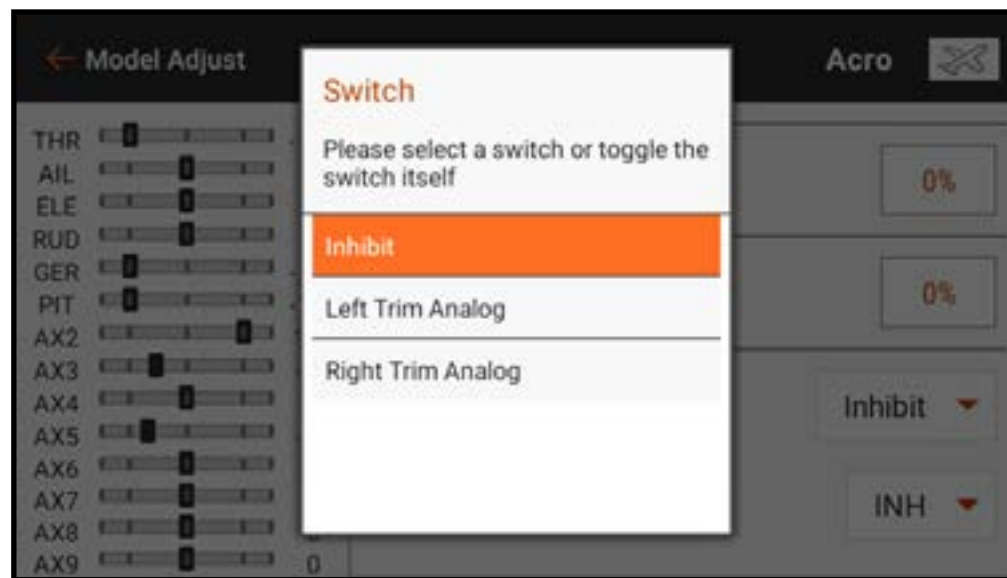 ← Model Adjust
Acro
Switch
Please select a switch or toggle the
switch itself
Inhibit
Left Trim Analog
Right Trim Analog
THR
AIL
ELE
RUD
GER
PIT
AX2
AX3
AX4
AX5
AX6
AX7
AX8
AX9
0
0%
0%
Inhibit
INH